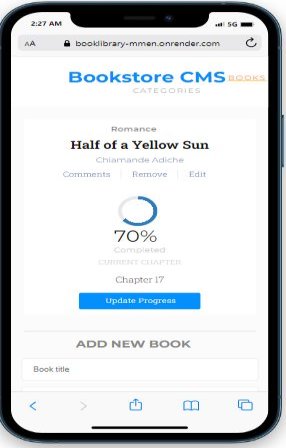 2:27 AM 5G
AA booklibrary-mmen.onrender.com
Bookstore CMS BOOKS
CATEGORIES
Romance
Half of a Yellow Sun
Chiamande Adiche
Comments Remove Edit
70%
Completed
CURRENT CHAPTER
Chapter 17
Update Progress
ADD NEW BOOK
Book title